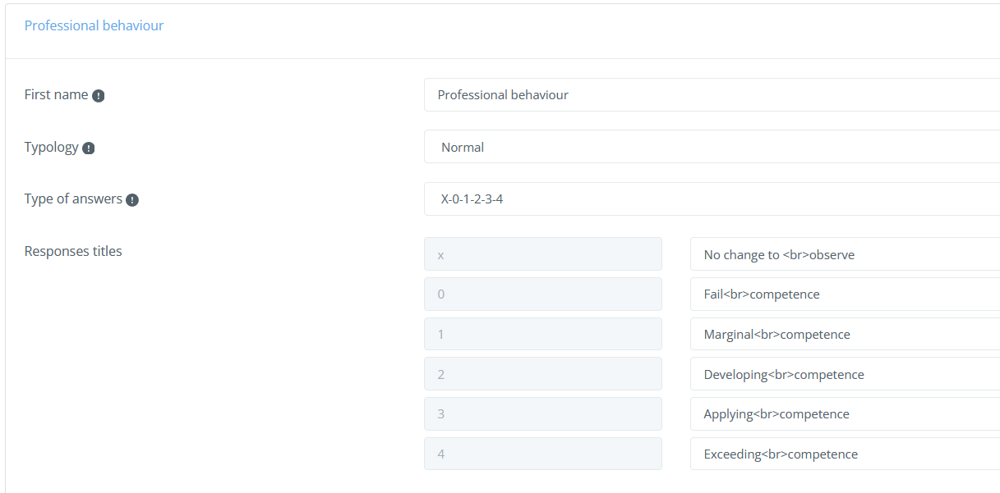 Professional behaviour
First name
Professional behaviour
Typology
Normal
Type of answers
X-0-1-2-3-4
Responses titles
x
No change to <br>observe
0
Fail<br>competence
1
Marginal<br>competence
2
Developing<br>competence
3
Applying<br>competence
4
Exceeding<br>competence